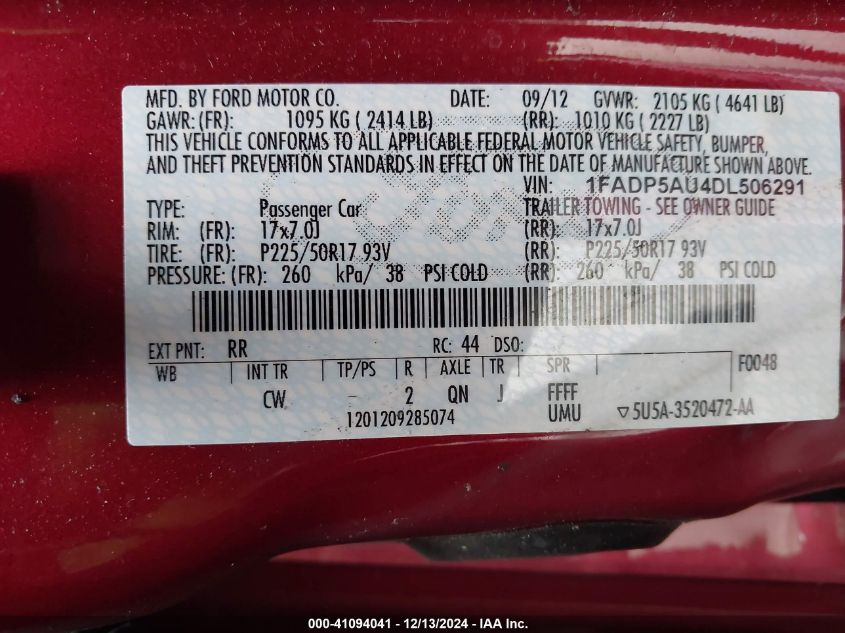 MFD. BY FORD MOTOR CO. DATE: 09/12 GVWR: 2105 KG ( 4641 LB)
GAWR: (FR): 1095 KG ( 2414 LB) (RR): 1010 KG ( 2227 LB)
THIS VEHICLE CONFORMS TO ALL APPLICABLE FEDERAL MOTOR VEHICLE SAFETY, BUMPER,
AND THEFT PREVENTION STANDARDS IN EFFECT ON THE DATE OF MANUFACTURE SHOWN ABOVE.
VIN: 1FADP5AU4DL506291
TYPE: Passenger Car TRAILER TOWING - SEE OWNER GUIDE
RIM: (FR): 17x7.0J (RR): 17x7.0J
TIRE: (FR): P225/50R17 93V (RR): P225/50R17 93V
PRESSURE: (FR): 260 kPa/ 38 PSI COLD (RR): 260 kPa/ 38 PSI COLD
EXT PNT: RR RC: 44 DSO:
WB INT TR TP/PS R AXLE TR SPR F0048
CW 2 QN J FFFF
1201209285074 UMU ▽5U5A-3520472-AA
000-41094041 - 12/13/2024 - IAA Inc.